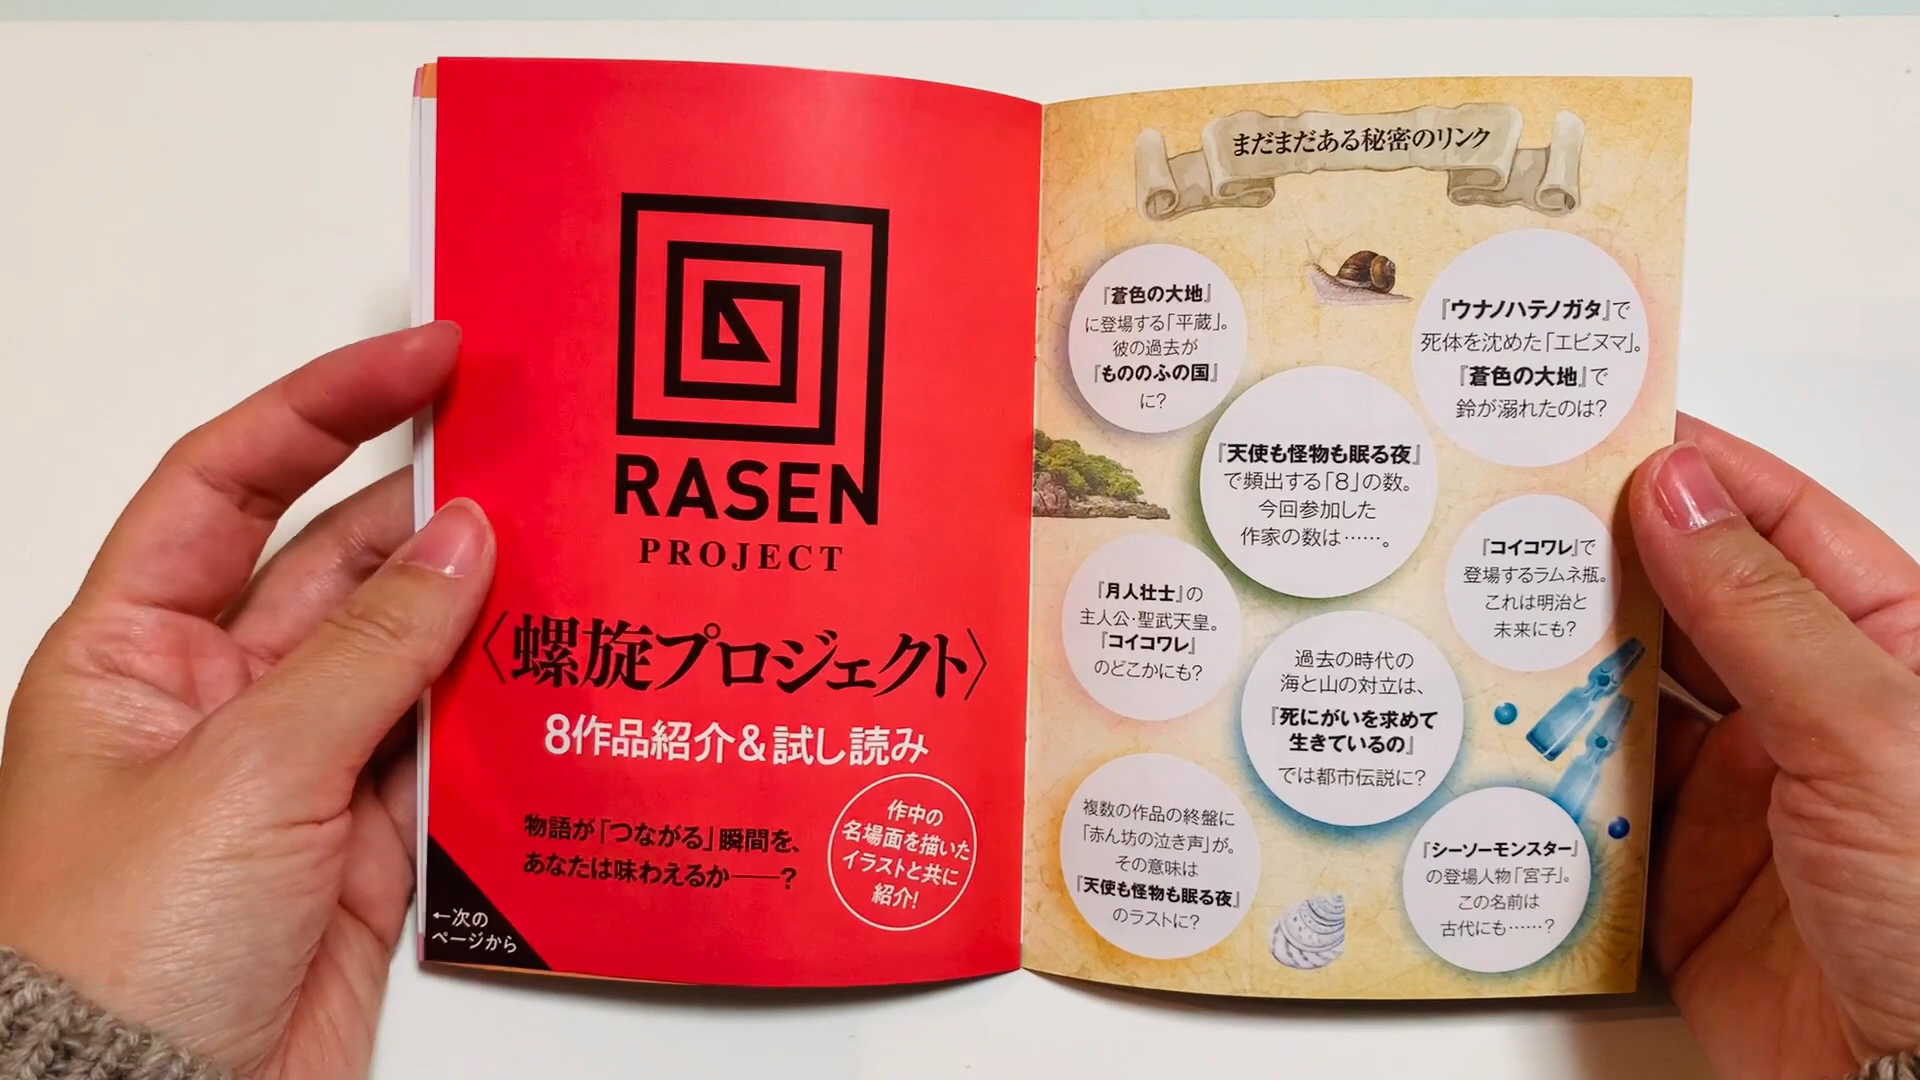 まだまだある秘密のリンク
『ウナノハテノガタ』で
死体を沈めた「エビヌマ」。
『蒼色の大地』で
鈴が溺れたのは?
『蒼色の大地』
に登場する「平蔵」。
彼の過去が
『もののふの国』
に?
『天使も怪物も眠る夜』
で頻出する「8」の数。
今回参加した
作家の数は……。
『コイコワレ』で
登場するラムネ瓶。
これは明治と
未来にも?
『月人壮士』の
主人公・聖武天皇。
『コイコワレ』
のどこかにも?
過去の時代の
海と山の対立は、
『死にがいを求めて
生きているの』
では都市伝説に?
『シーソーモンスター』
の登場人物「宮子」。
この名前は
古代にも……?
複数の作品の終盤に
「赤ん坊の泣き声」が。
その意味は
『天使も怪物も眠る夜』
のラストに?
RASEN
PROJECT
〈螺旋プロジェクト〉
8作品紹介&試し読み
物語が「つながる」瞬間を、
あなたは味わえるか──?
作中の
名場面を描いた
イラストと共に
紹介!
←次の
ページから